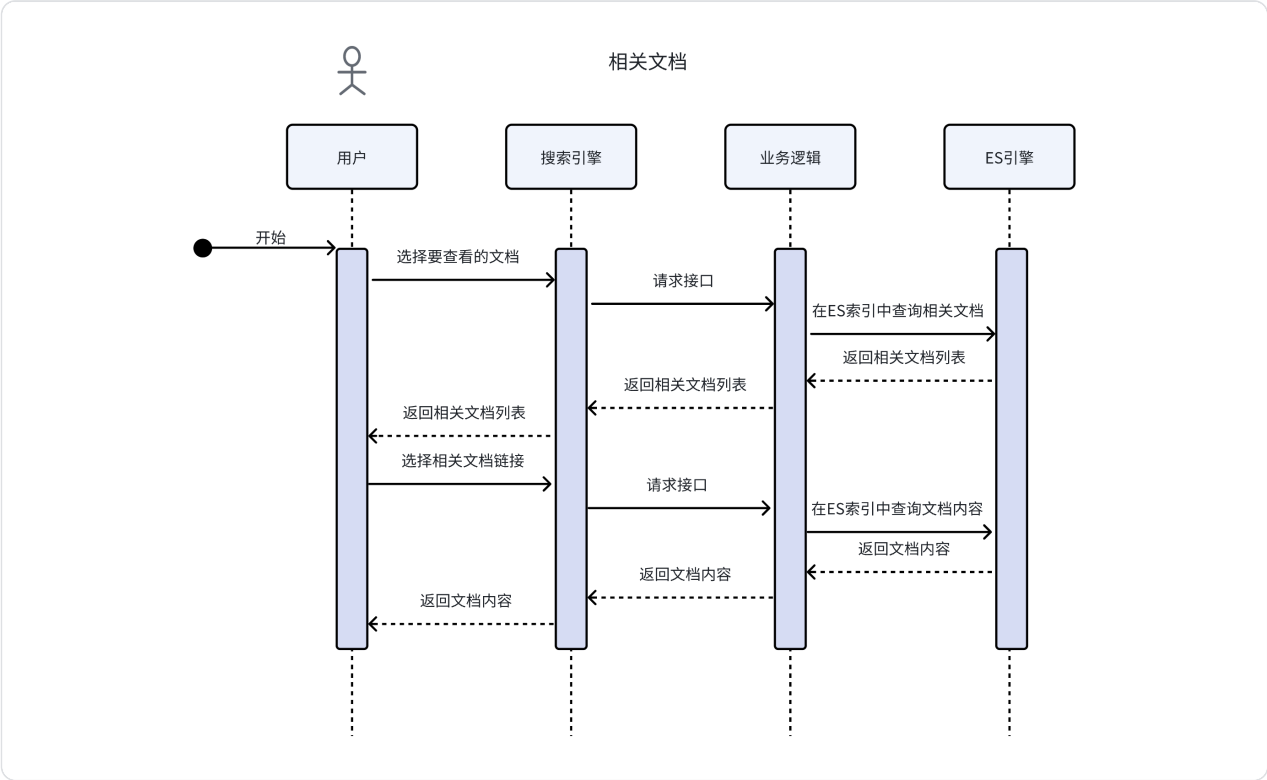 相关文档
用户
搜索引擎
业务逻辑
ES引擎
开始
选择要查看的文档
请求接口
在ES索引中查询相关文档
返回相关文档列表
返回相关文档列表
返回相关文档列表
选择相关文档链接
请求接口
在ES索引中查询文档内容
返回文档内容
返回文档内容
返回文档内容